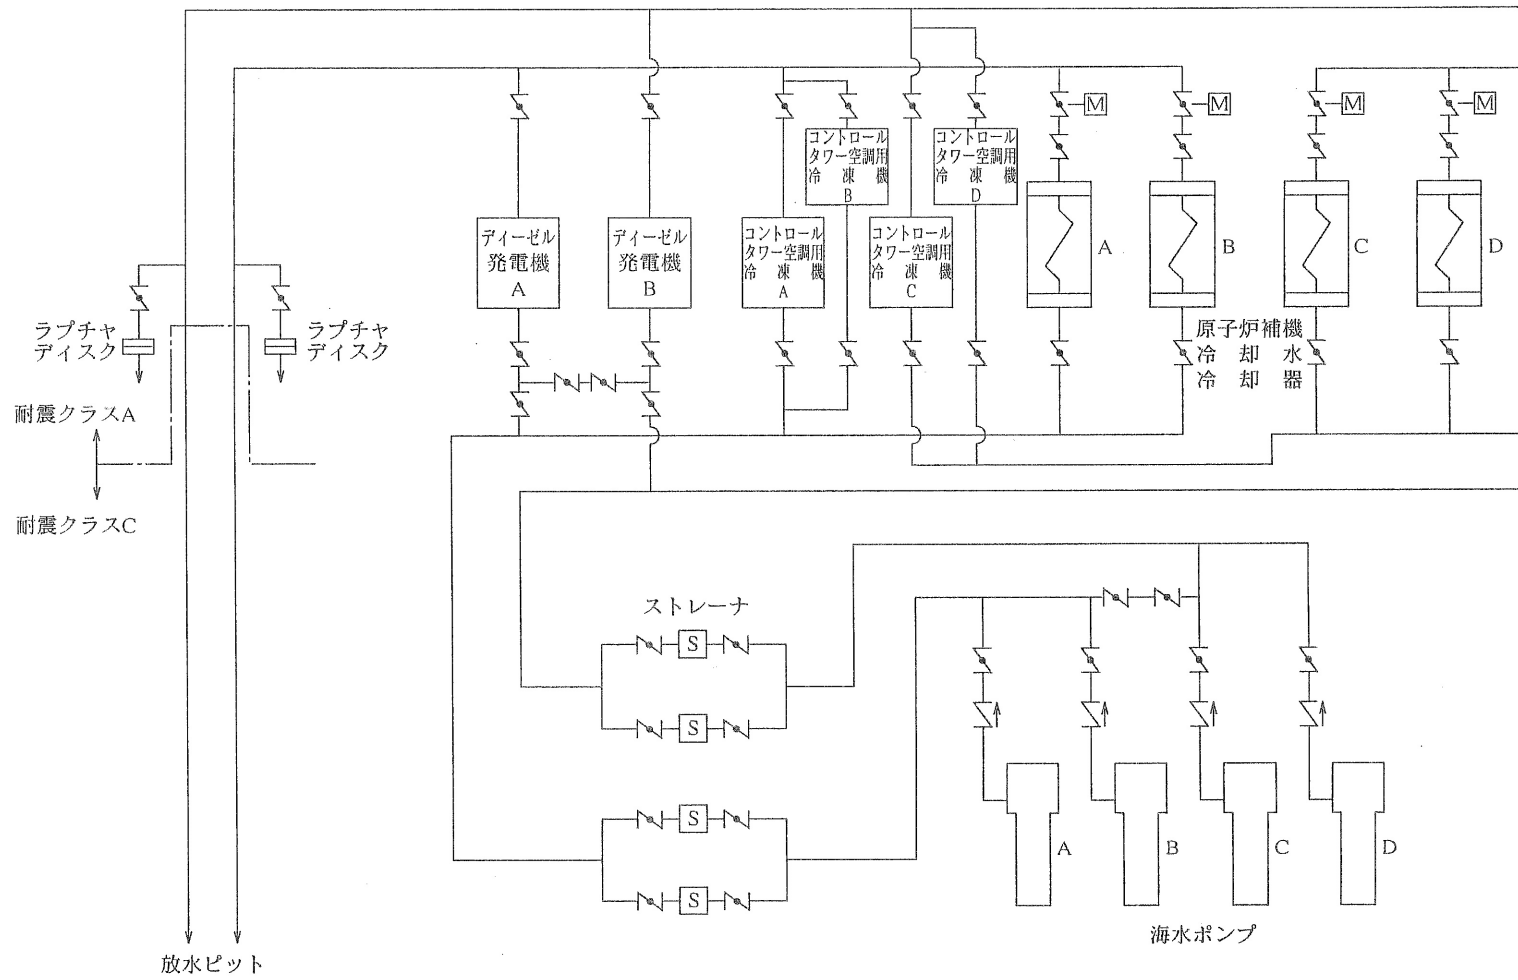 M
M
M
M
コントロール
タワー空調用
冷凍機
B
コントロール
タワー空調用
冷凍機
D
ディーゼル
発電機
A
ディーゼル
発電機
B
コントロール
タワー空調用
冷凍機
A
コントロール
タワー空調用
冷凍機
C
A
B
C
D
ラプチャ
ディスク
ラプチャ
ディスク
原子炉補機
冷却水
冷却器
耐震クラスA
耐震クラスC
ストレーナ
S
S
S
S
A
B
C
D
海水ポンプ
放水ピット